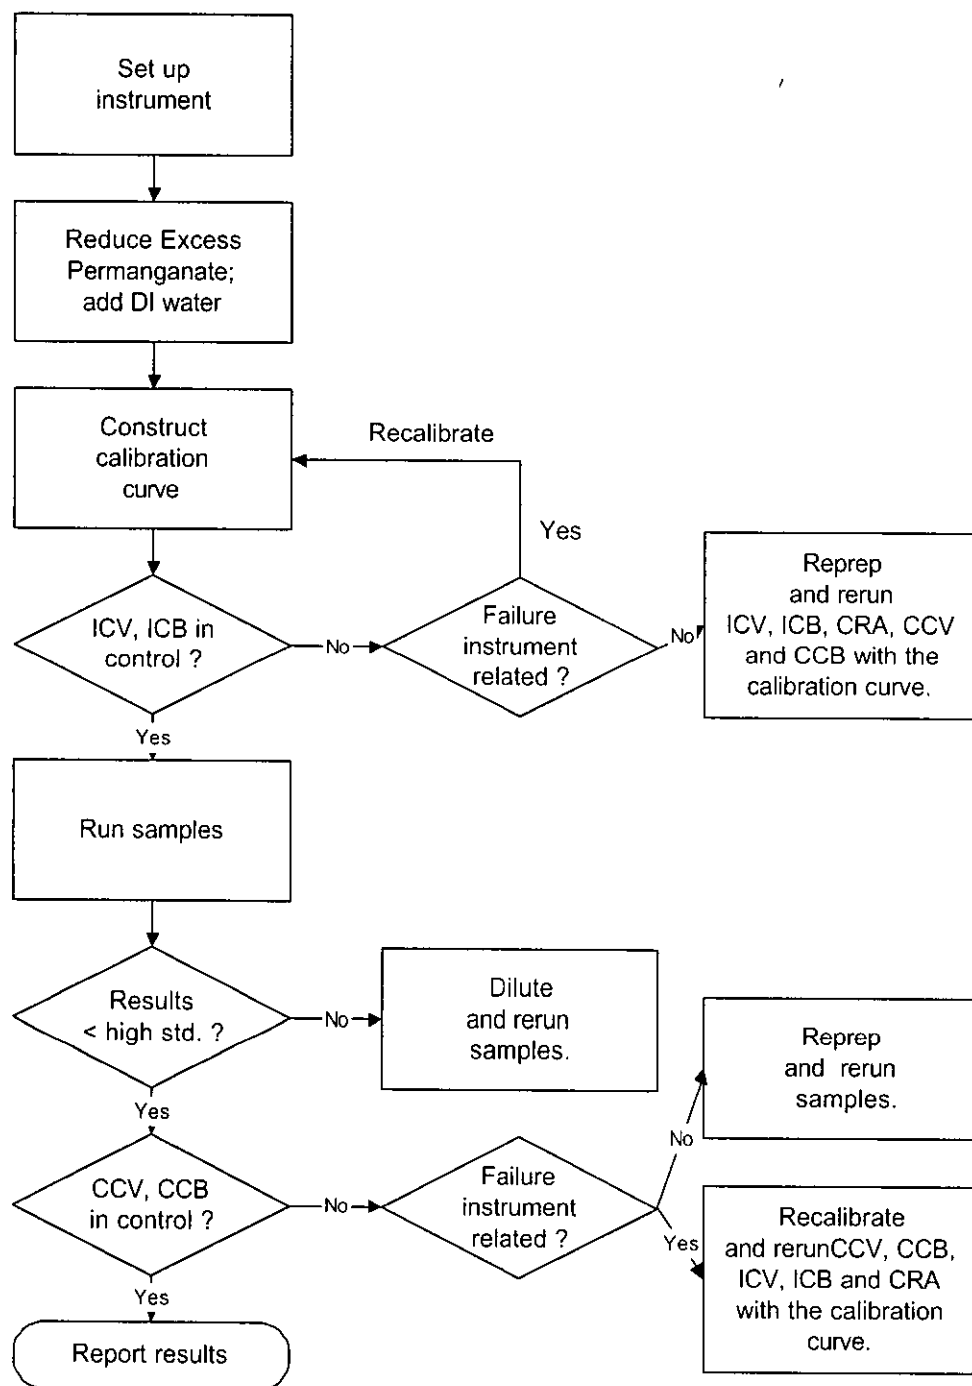 Set up
instrument
Reduce Excess
Permanganate;
add DI water
Construct
calibration
curve
Recalibrate
Yes
ICV, ICB in
control ?
No
Failure
instrument
related ?
No
Reprep
and rerun
ICV, ICB, CRA, CCV
and CCB with the
calibration curve.
Yes
Run samples
Results
< high std. ?
No
Dilute
and rerun
samples.
Yes
CCV, CCB
in control ?
No
Failure
instrument
related ?
No
Reprep
and rerun
samples.
Yes
Recalibrate
and rerunCCV, CCB,
ICV, ICB and CRA
with the calibration
curve.
Yes
Report results